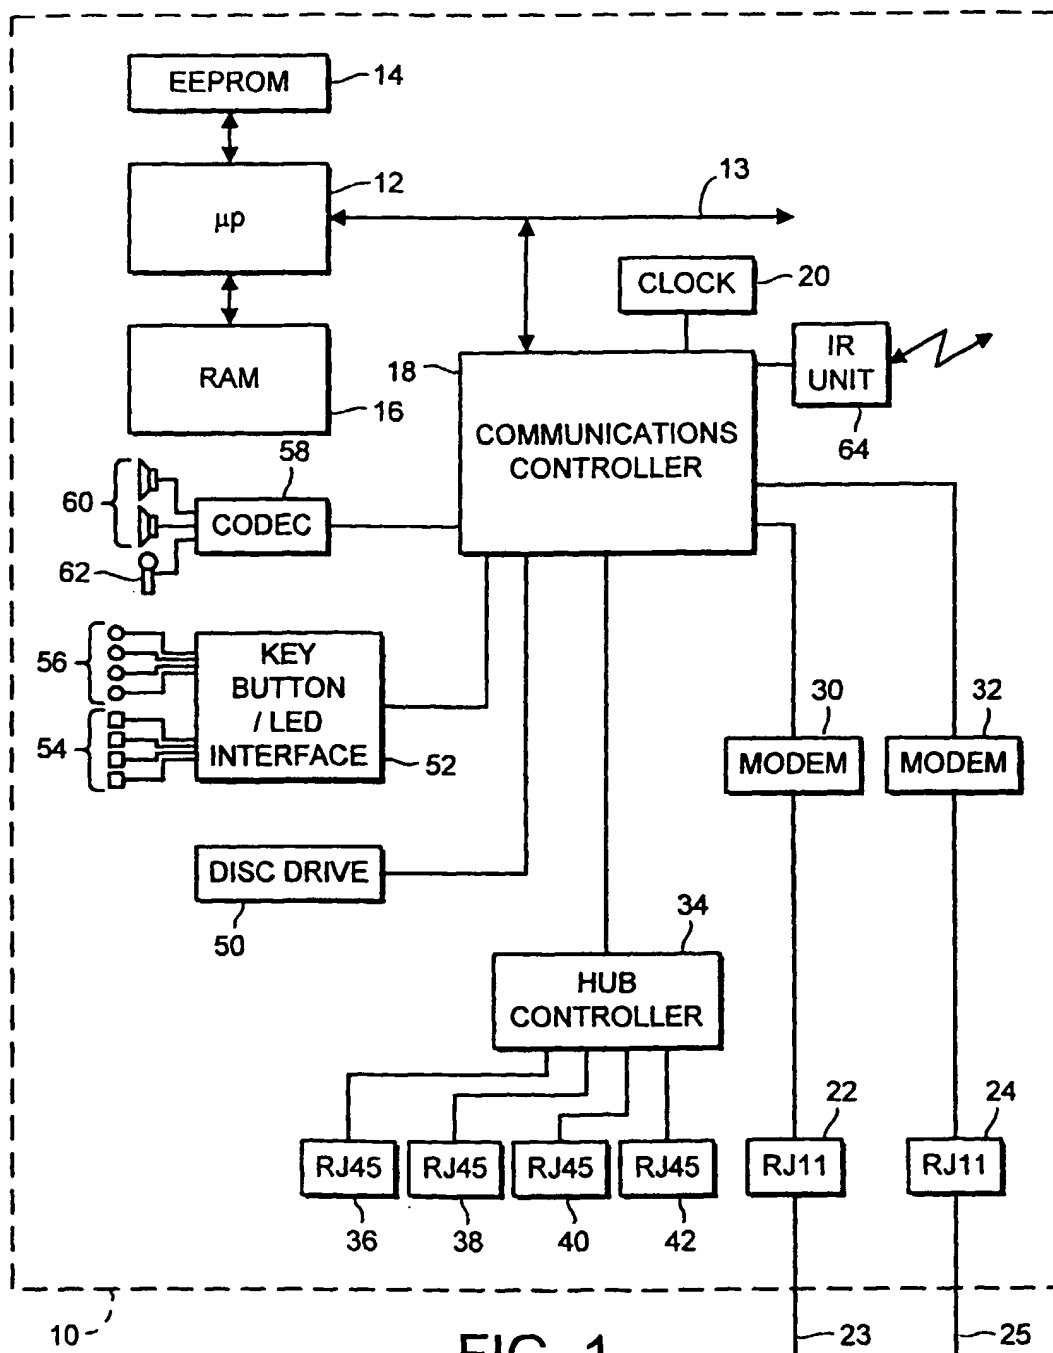 EEPROM
14
μp
12
13
CLOCK
20
RAM
16
18
IR
UNIT
64
COMMUNICATIONS
CONTROLLER
58
60
CODEC
62
56
KEY
BUTTON
/ LED
INTERFACE
54
52
30
32
MODEM
MODEM
DISC DRIVE
50
34
HUB
CONTROLLER
22
24
RJ45
RJ45
RJ45
RJ45
RJ11
RJ11
36
38
40
42
10
FIG. 1
23
25